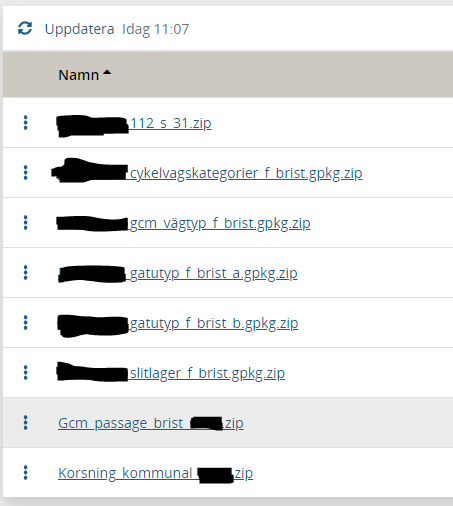 Uppdatera Idag 11:07
Namn
112_s_31.zip
cykelvagskategorier_f_brist.gpkg.zip
gcm_vägtyp_f_brist.gpkg.zip
gatutyp_f_brist_a.gpkg.zip
gatutyp_f_brist_b.gpkg.zip
slitlager_f_brist.gpkg.zip
Gcm_passage_brist_ .zip
Korsning_kommunal_ .zip